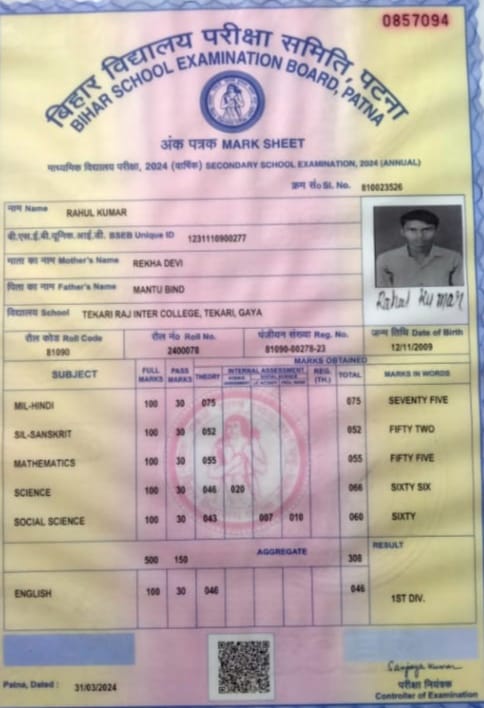 0857094
बिहार विद्यालय परीक्षा समिति, पटना
BIHAR SCHOOL EXAMINATION BOARD, PATNA
अंक पत्रक MARK SHEET
माध्यमिक विद्यालय परीक्षा, 2024 (वार्षिक) SECONDARY SCHOOL EXAMINATION, 2024 (ANNUAL)
क्रम सं० Sl. No. 810023526
नाम Name RAHUL KUMAR
बी.एस.ई.बी.यूनिक.आई.डी. BSEB Unique ID 1231110900277
माता का नाम Mother's Name REKHA DEVI
पिता का नाम Father's Name MANTU BIND
Rahul Kumar
विद्यालय School TEKARI RAJ INTER COLLEGE, TEKARI, GAYA
रौल कोड Roll Code रौल नं० Roll No. पंजीयन संख्या Reg. No. जन्म तिथि Date of Birth
81090 2400078 81090-00278-23 12/11/2009
MARKS OBTAINED
SUBJECT FULL MARKS PASS MARKS THEORY INTERNAL ASSESSMENT REG. (TH.) TOTAL MARKS IN WORDS
MIL-HINDI 100 30 075 075 SEVENTY FIVE
SIL-SANSKRIT 100 30 052 052 FIFTY TWO
MATHEMATICS 100 30 055 055 FIFTY FIVE
SCIENCE 100 30 046 020 066 SIXTY SIX
SOCIAL SCIENCE 100 30 043 007 010 060 SIXTY
500 150 AGGREGATE 308 RESULT
ENGLISH 100 30 046 046 1ST DIV.
Sanjay Kumar
Patna, Dated : 31/03/2024 परीक्षा नियंत्रक
Controller of Examination